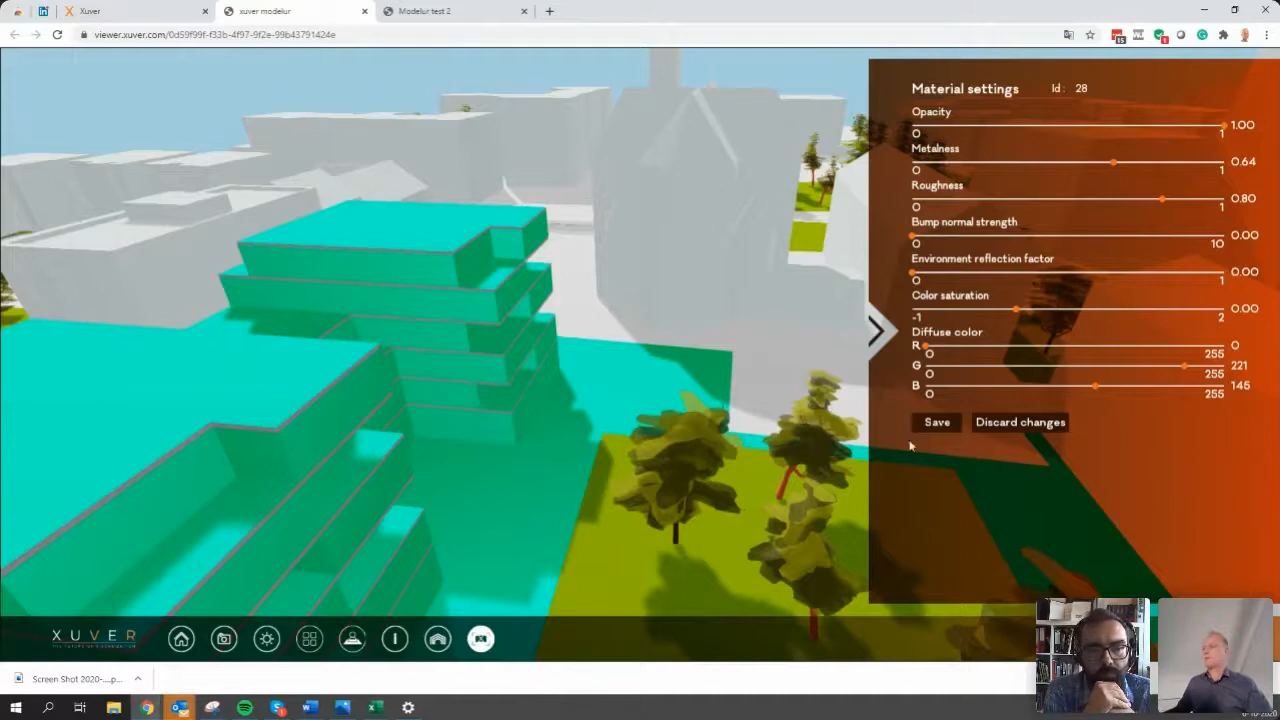 Xuver
xuver modelur
Modelur test 2
viewer.xuver.com/0d59f99f-f33b-4f97-9f2e-99b43791424e
Material settings Id : 28
Opacity
1.00
0 1
Metalness
0.64
0 1
Roughness
0.80
0 1
Bump normal strength
0.00
0 10
Environment reflection factor
0.00
0 1
Color saturation
0.00
-1 2
Diffuse color
R 0
0 255
G 221
0 255
B 145
0 255
Save Discard changes
XUVER
Screen Shot 2020-....p...